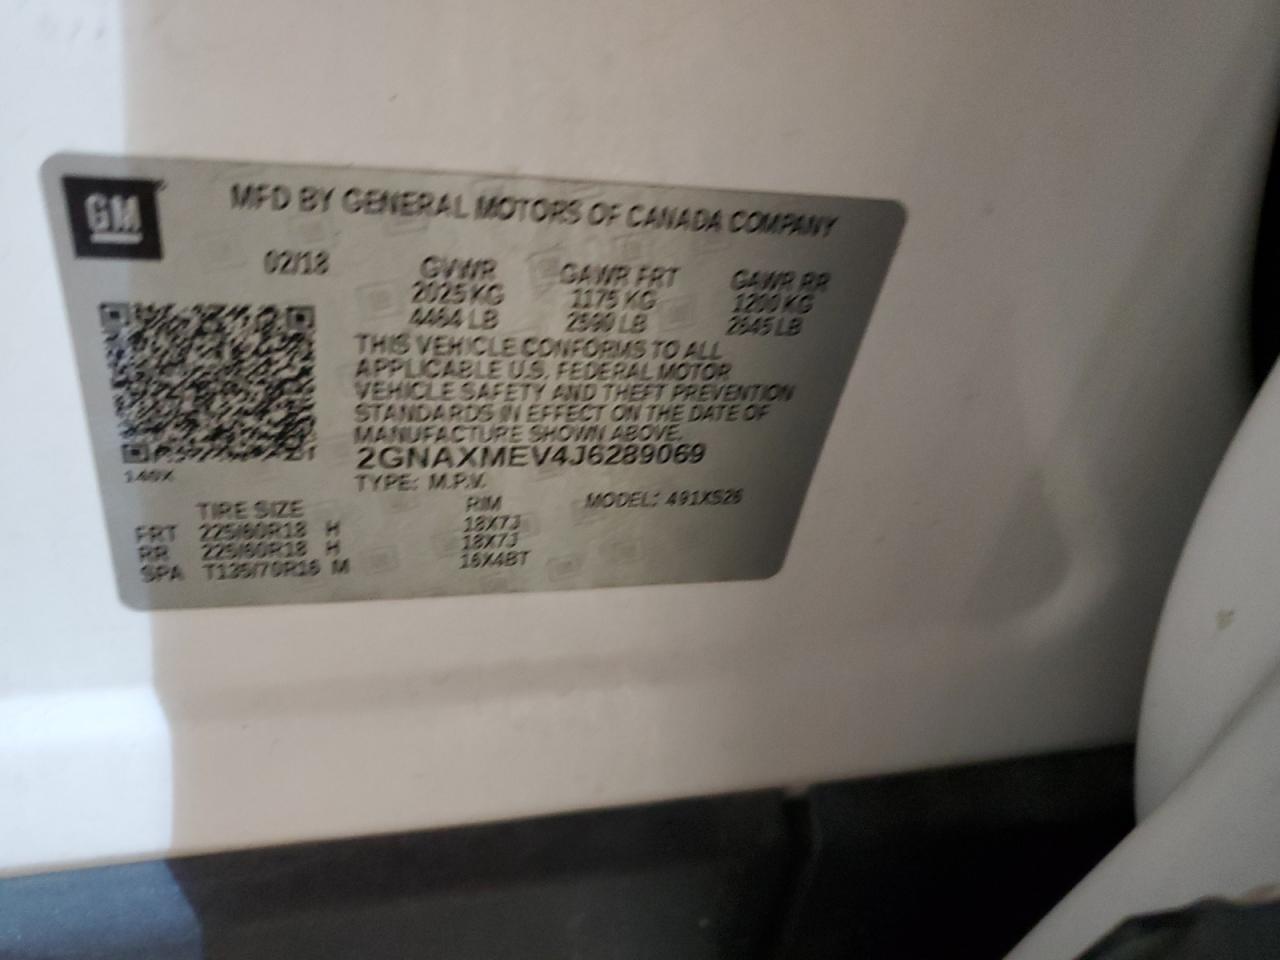 GM
MFD BY GENERAL MOTORS OF CANADA COMPANY
02/18 GVWR GAWR FRT GAWR RR
2025 KG 1175 KG 1200 KG
4464 LB 2590 LB 2645 LB
THIS VEHICLE CONFORMS TO ALL
APPLICABLE U.S. FEDERAL MOTOR
VEHICLE SAFETY AND THEFT PREVENTION
STANDARDS IN EFFECT ON THE DATE OF
MANUFACTURE SHOWN ABOVE.
2GNAXMEV4J6289069
140X
TYPE: M.P.V.
TIRE SIZE RIM MODEL: 491XS26
FRT 225/60R18 H 18X7J
RR 225/60R18 H 18X7J
SPA T135/70R16 M 16X4BT